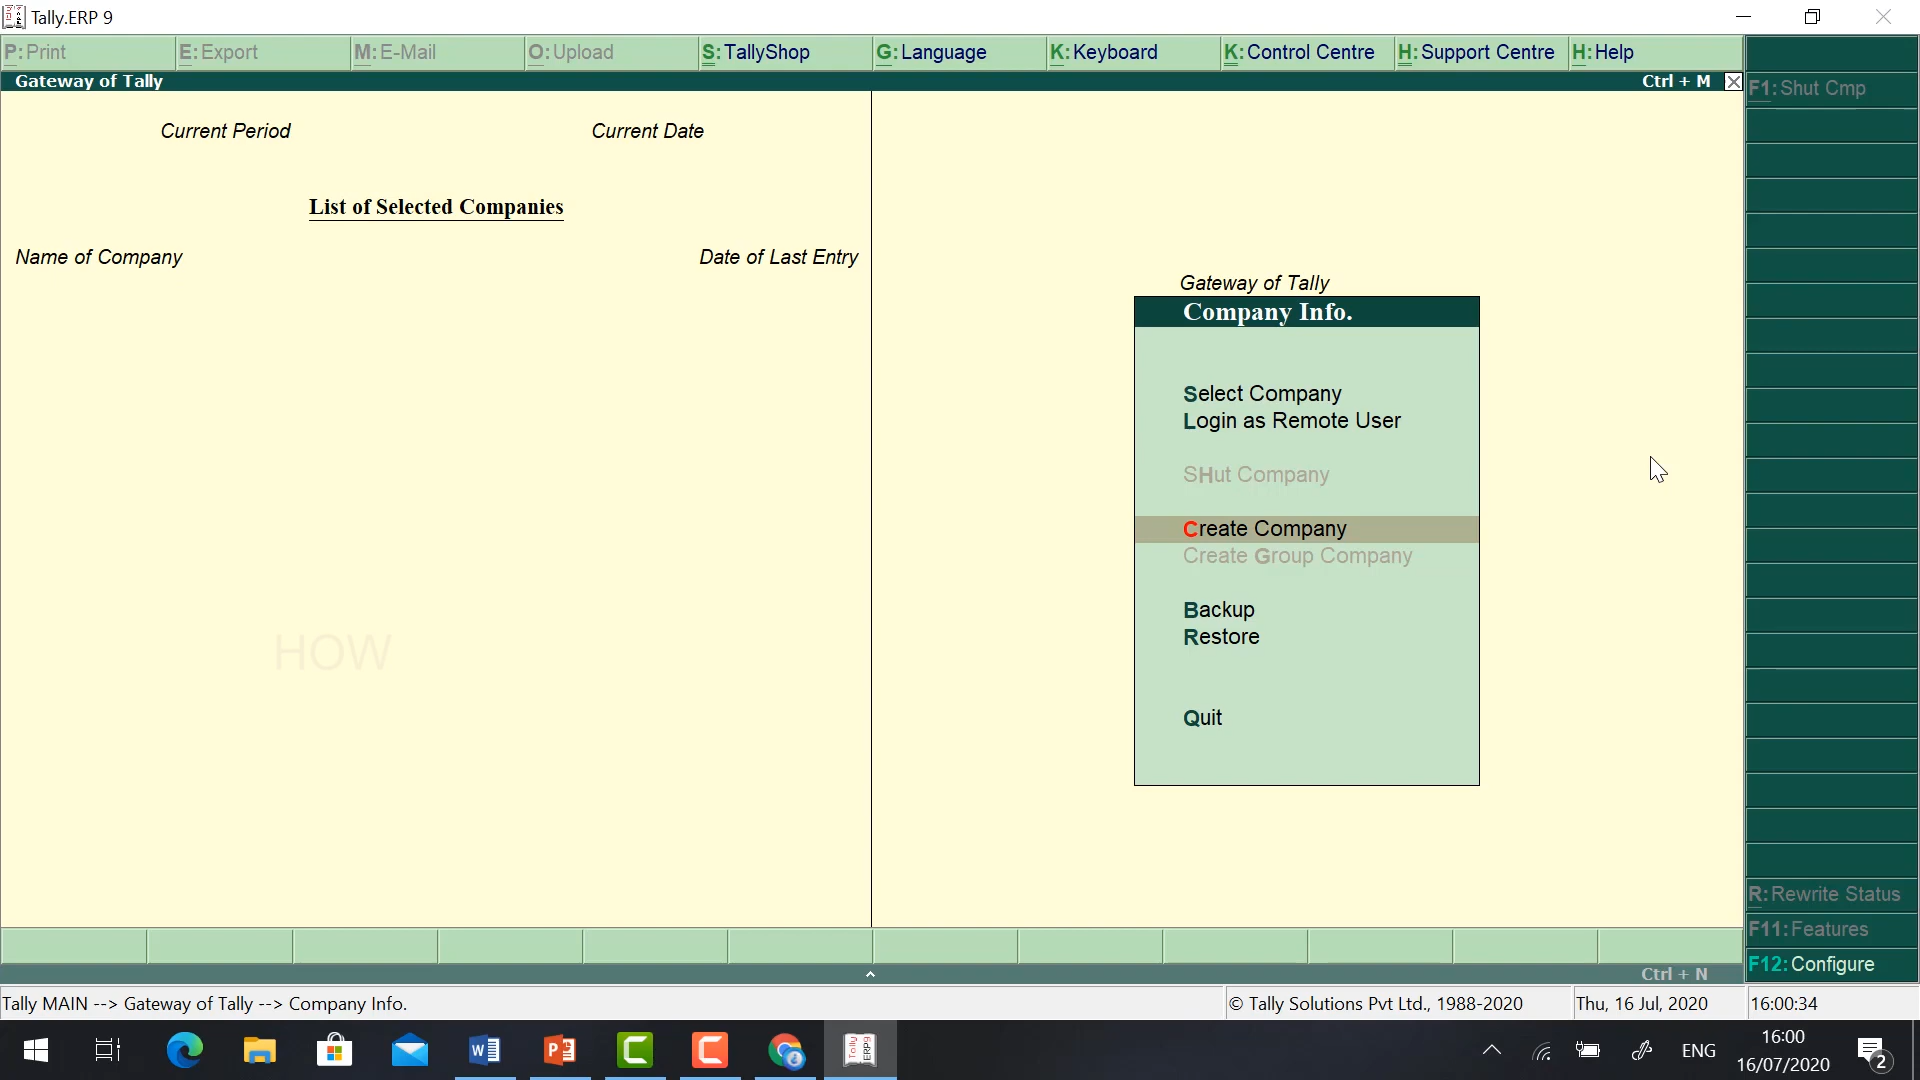 Tally.ERP 9
P: Print E: Export M: E-Mail O: Upload S: TallyShop G: Language K: Keyboard K: Control Centre H: Support Centre H: Help
Gateway of Tally Ctrl + M
F1: Shut Cmp
Current Period Current Date
List of Selected Companies
Name of Company Date of Last Entry
Gateway of Tally
Company Info.
Select Company
Login as Remote User
SHut Company
Create Company
Create Group Company
Backup
Restore
HOW
Quit
R: Rewrite Status
F11: Features
F12: Configure
Ctrl + N
Tally MAIN --> Gateway of Tally --> Company Info. © Tally Solutions Pvt Ltd., 1988-2020 Thu, 16 Jul, 2020 16:00:34
ENG
16:00
16/07/2020
2